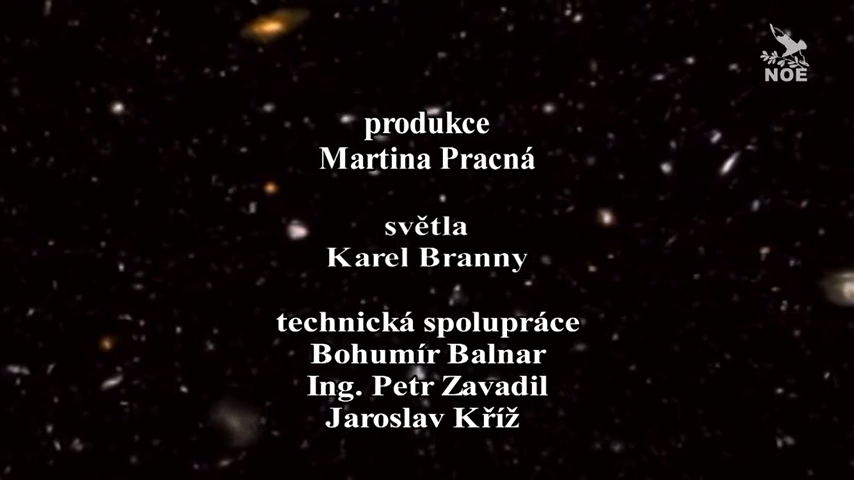 NOE
produkce
Martina Pracná
světla
Karel Branny
technická spolupráce
Bohumír Balnar
Ing. Petr Zavadil
Jaroslav Kříž